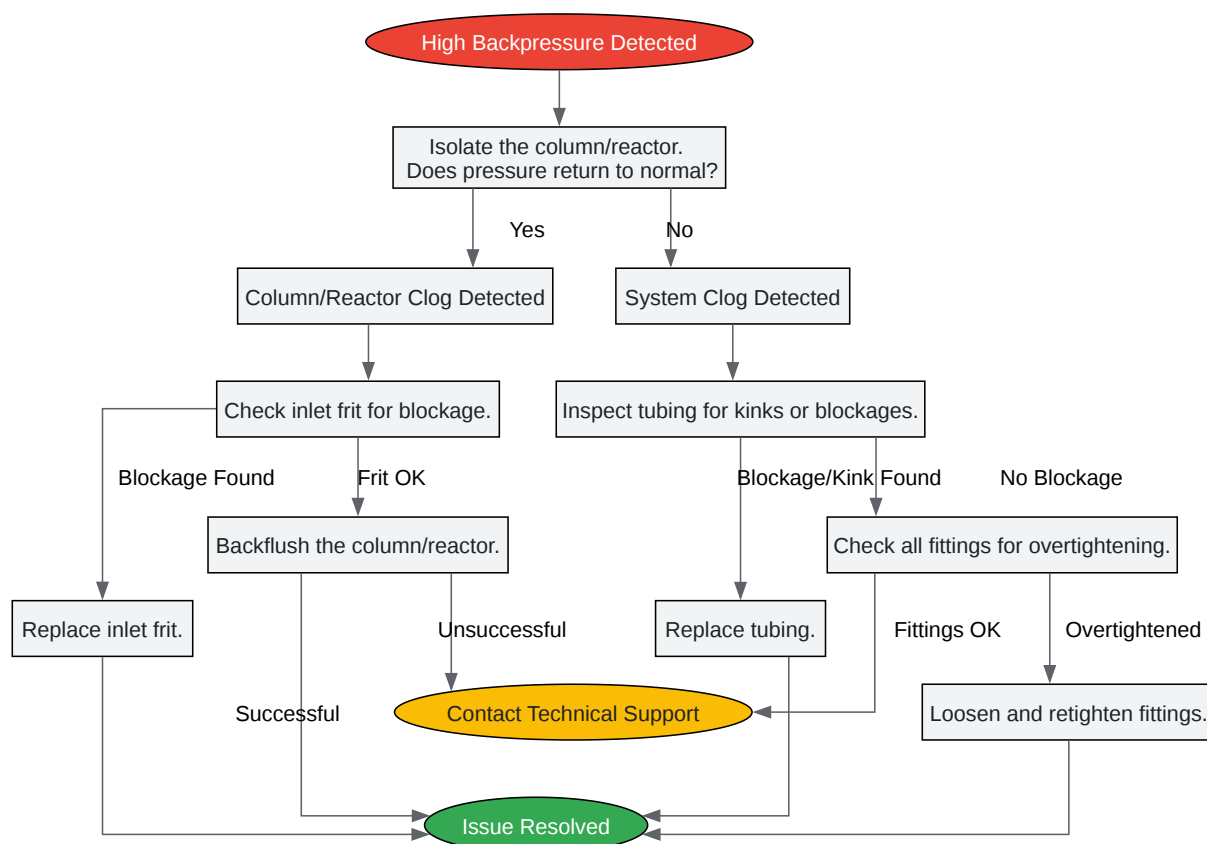 High Backpressure Detected
Isolate the column/reactor.
Does pressure return to normal?
Yes
No
Column/Reactor Clog Detected
System Clog Detected
Check inlet frit for blockage.
Inspect tubing for kinks or blockages.
Blockage Found
Frit OK
Blockage/Kink Found
No Blockage
Backflush the column/reactor.
Check all fittings for overtightening.
Replace inlet frit.
Unsuccessful
Replace tubing.
Fittings OK
Overtightened
Successful
Contact Technical Support
Loosen and retighten fittings.
Issue Resolved